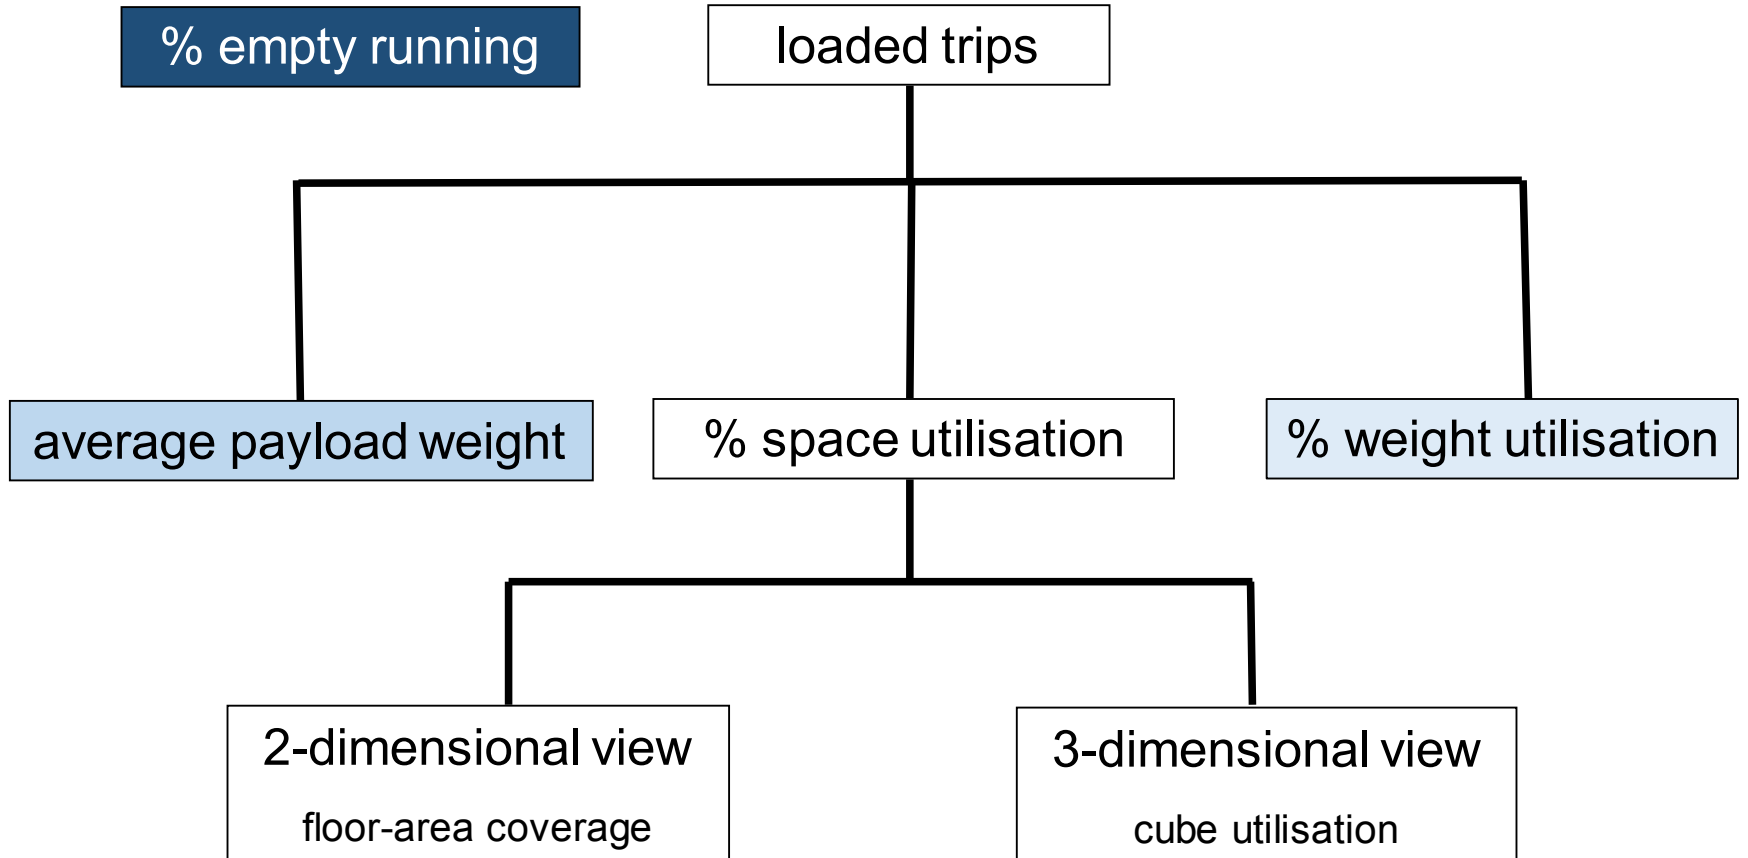 % empty running
loaded trips
average payload weight
% space utilisation
% weight utilisation
2-dimensional view
floor-area coverage
3-dimensional view
cube utilisation